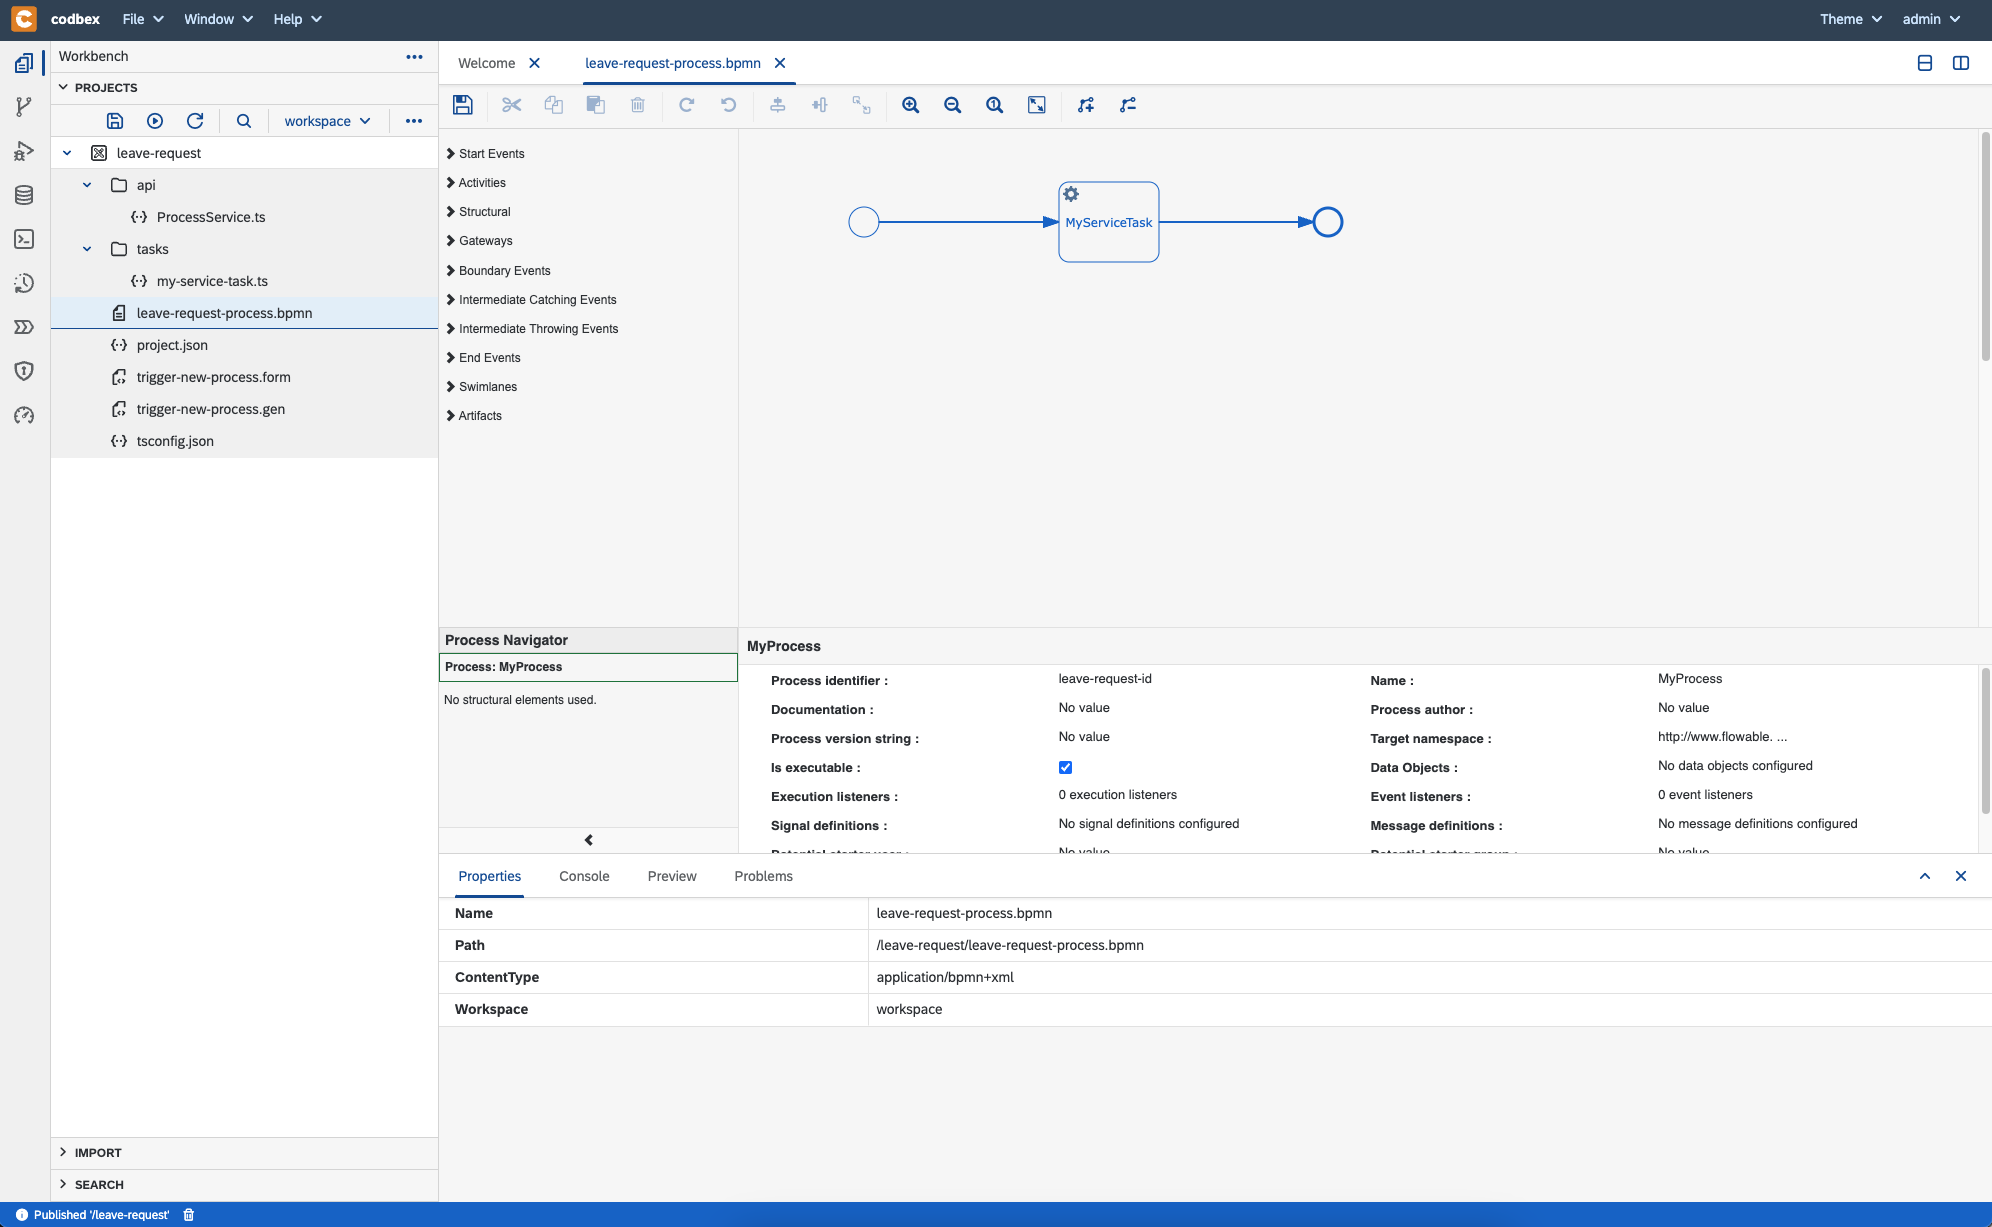 codbex File Window Help Theme admin
Workbench
Welcome leave-request-process.bpmn
PROJECTS
workspace
leave-request
api
ProcessService.ts
tasks
my-service-task.ts
leave-request-process.bpmn
project.json
trigger-new-process.form
trigger-new-process.gen
tsconfig.json
IMPORT
SEARCH
Start Events
Activities
Structural
Gateways
Boundary Events
Intermediate Catching Events
Intermediate Throwing Events
End Events
Swimlanes
Artifacts
MyServiceTask
Process Navigator
Process: MyProcess
No structural elements used.
MyProcess
Process identifier : leave-request-id Name : MyProcess
Documentation : No value Process author : No value
Process version string : No value Target namespace : http://www.flowable. ...
Is executable : Data Objects : No data objects configured
Execution listeners : 0 execution listeners Event listeners : 0 event listeners
Signal definitions : No signal definitions configured Message definitions : No message definitions configured
Potential starter user : No value Potential starter group : No value
Properties Console Preview Problems
Name leave-request-process.bpmn
Path /leave-request/leave-request-process.bpmn
ContentType application/bpmn+xml
Workspace workspace
Published '/leave-request'